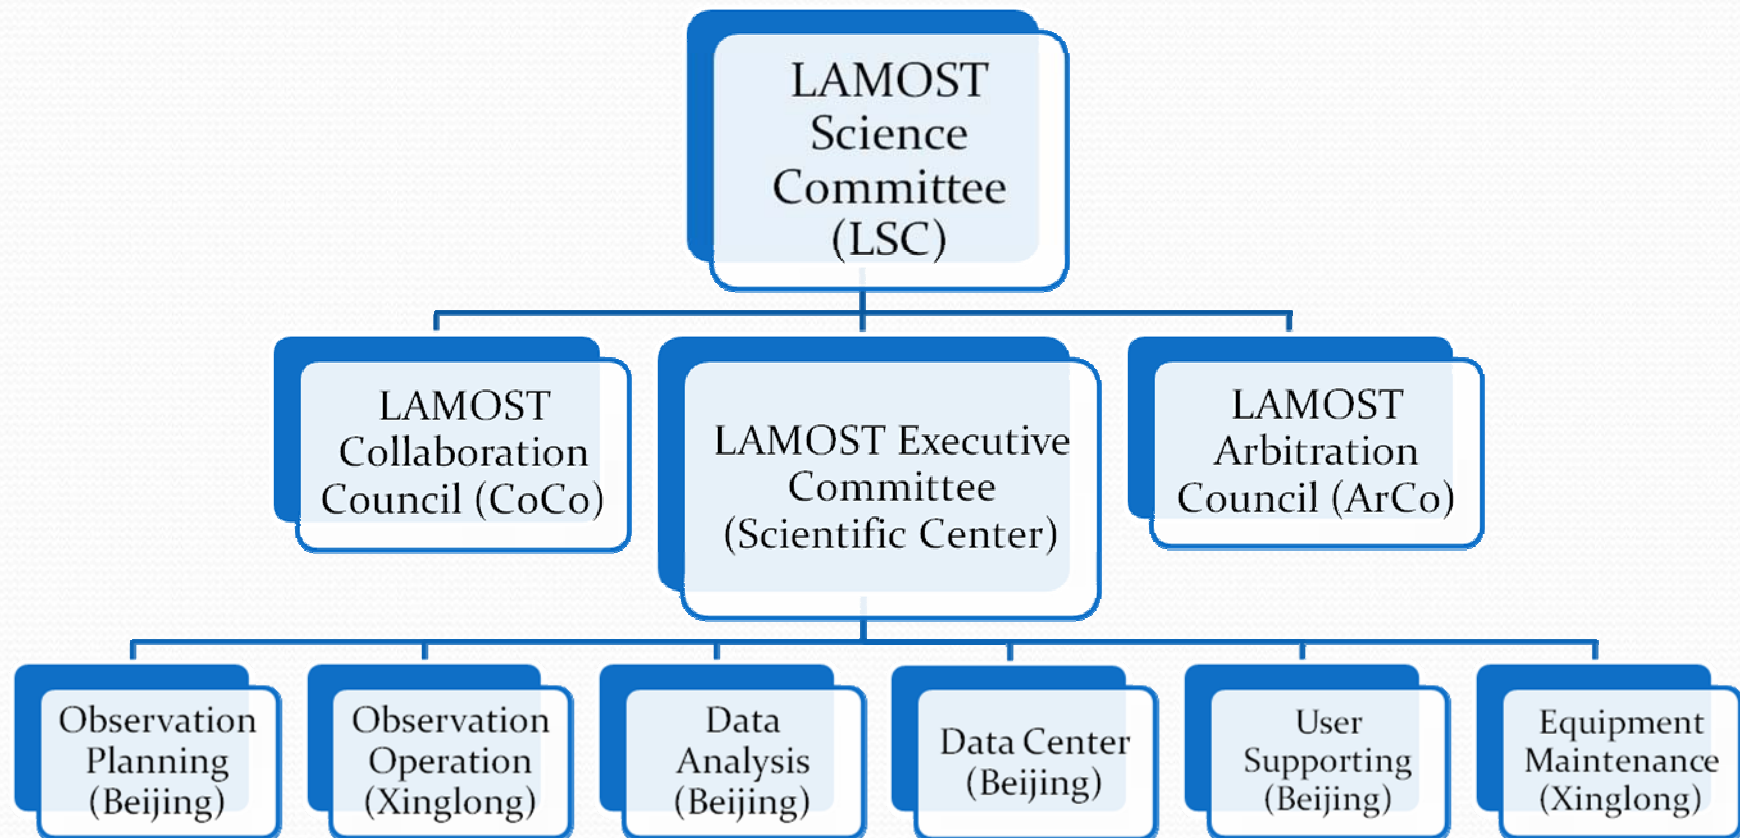 LAMOST
Science
Committee
(LSC)
LAMOST
Collaboration
Council (CoCo)
LAMOST Executive
Committee
(Scientific Center)
LAMOST
Arbitration
Council (ArCo)
Observation
Planning
(Beijing)
Observation
Operation
(Xinglong)
Data
Analysis
(Beijing)
Data Center
(Beijing)
User
Supporting
(Beijing)
Equipment
Maintenance
(Xinglong)